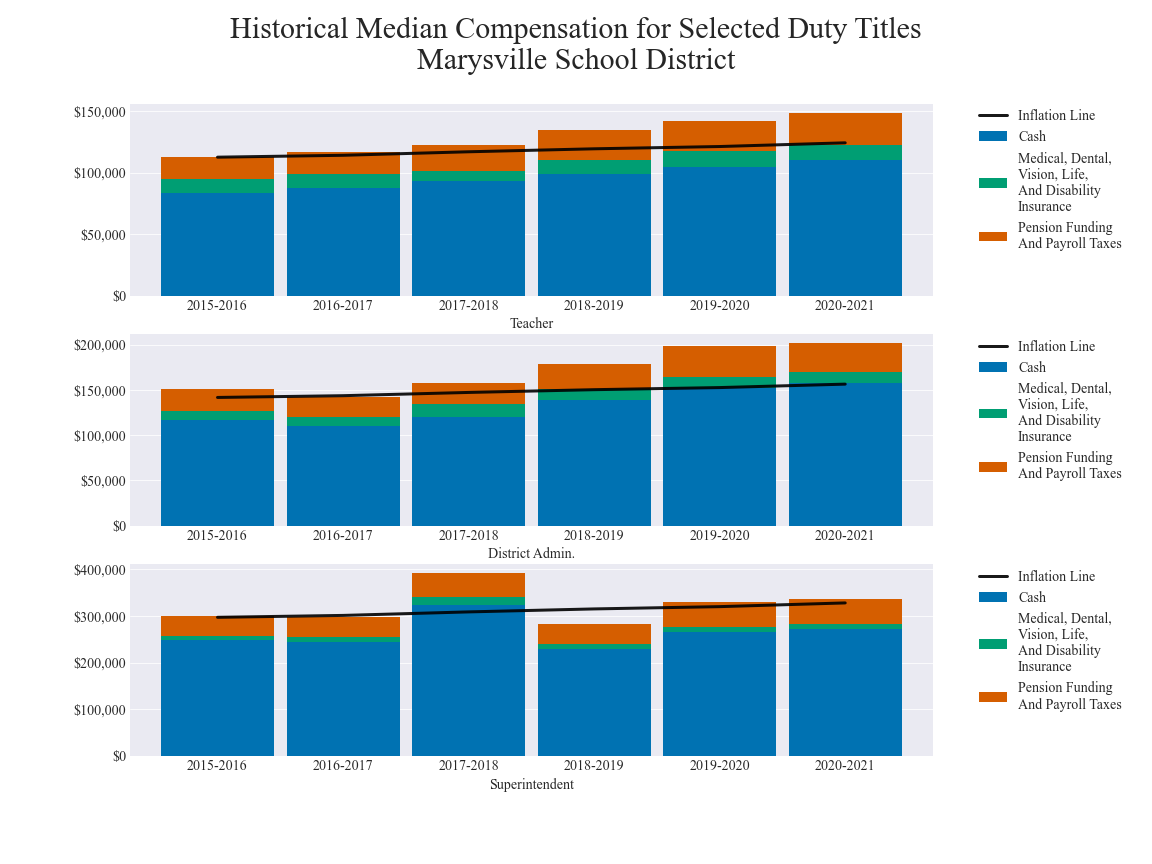 Historical Median Compensation for Selected Duty Titles
Marysville School District
$150,000
$100,000
$50,000
$0
2015-2016 2016-2017 2017-2018 2018-2019 2019-2020 2020-2021
Teacher
Inflation Line
Cash
Medical, Dental,
Vision, Life,
And Disability
Insurance
Pension Funding
And Payroll Taxes
$200,000
$150,000
$100,000
$50,000
$0
2015-2016 2016-2017 2017-2018 2018-2019 2019-2020 2020-2021
District Admin.
Inflation Line
Cash
Medical, Dental,
Vision, Life,
And Disability
Insurance
Pension Funding
And Payroll Taxes
$400,000
$300,000
$200,000
$100,000
$0
2015-2016 2016-2017 2017-2018 2018-2019 2019-2020 2020-2021
Superintendent
Inflation Line
Cash
Medical, Dental,
Vision, Life,
And Disability
Insurance
Pension Funding
And Payroll Taxes